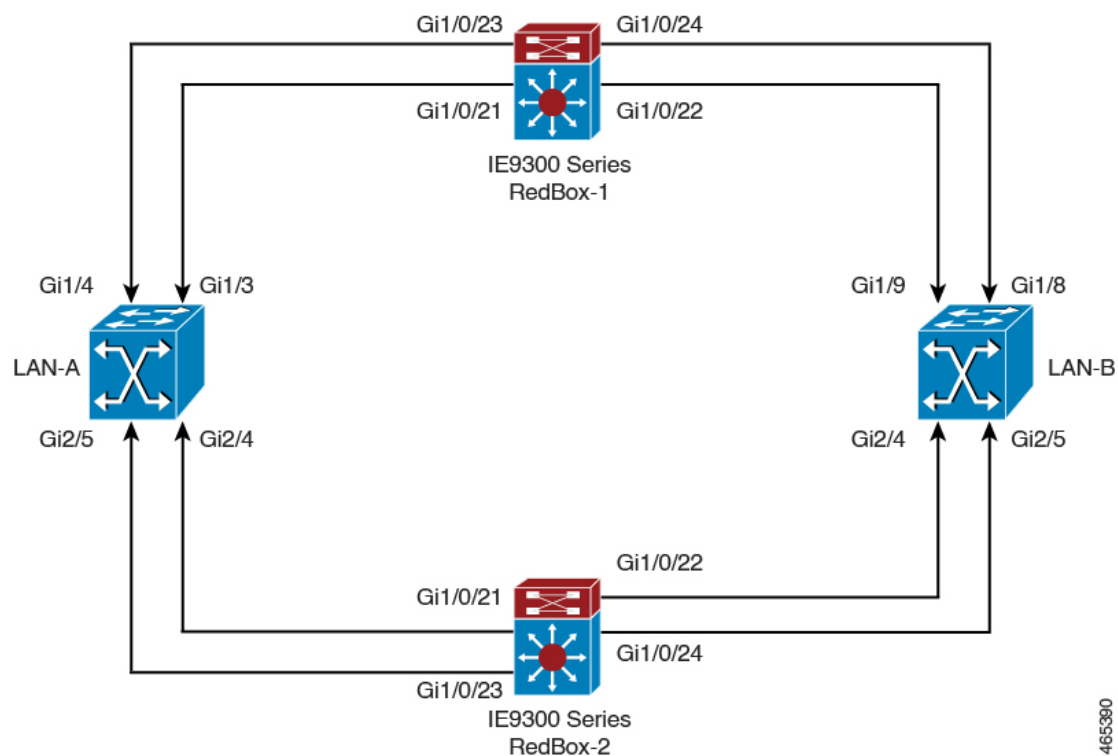 Gi1/0/23
Gi1/0/24
Gi1/0/21
Gi1/0/22
IE9300 Series
RedBox-1
Gi1/4
Gi1/3
Gi1/9
Gi1/8
LAN-A
LAN-B
Gi2/5
Gi2/4
Gi2/4
Gi2/5
Gi1/0/22
Gi1/0/21
Gi1/0/24
Gi1/0/23
IE9300 Series
RedBox-2
465390